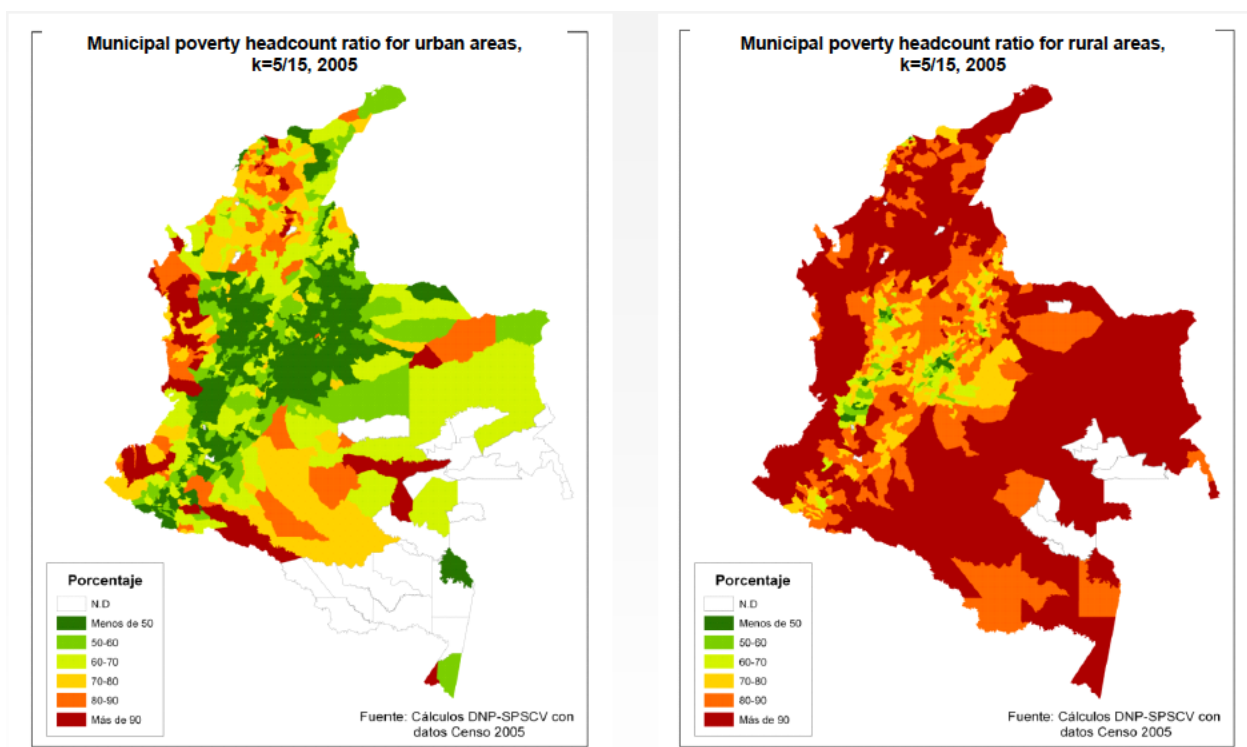 Municipal poverty headcount ratio for urban areas,
k=5/15, 2005
Porcentaje
N.D
Menos de 50
50-60
60-70
70-80
80-90
Más de 90
Fuente: Cálculos DNP-SPSCV con
datos Censo 2005
Municipal poverty headcount ratio for rural areas,
k=5/15, 2005
Porcentaje
N.D
Menos de 50
50-60
60-70
70-80
80-90
Más de 90
Fuente: Cálculos DNP-SPSCV con
datos Censo 2005